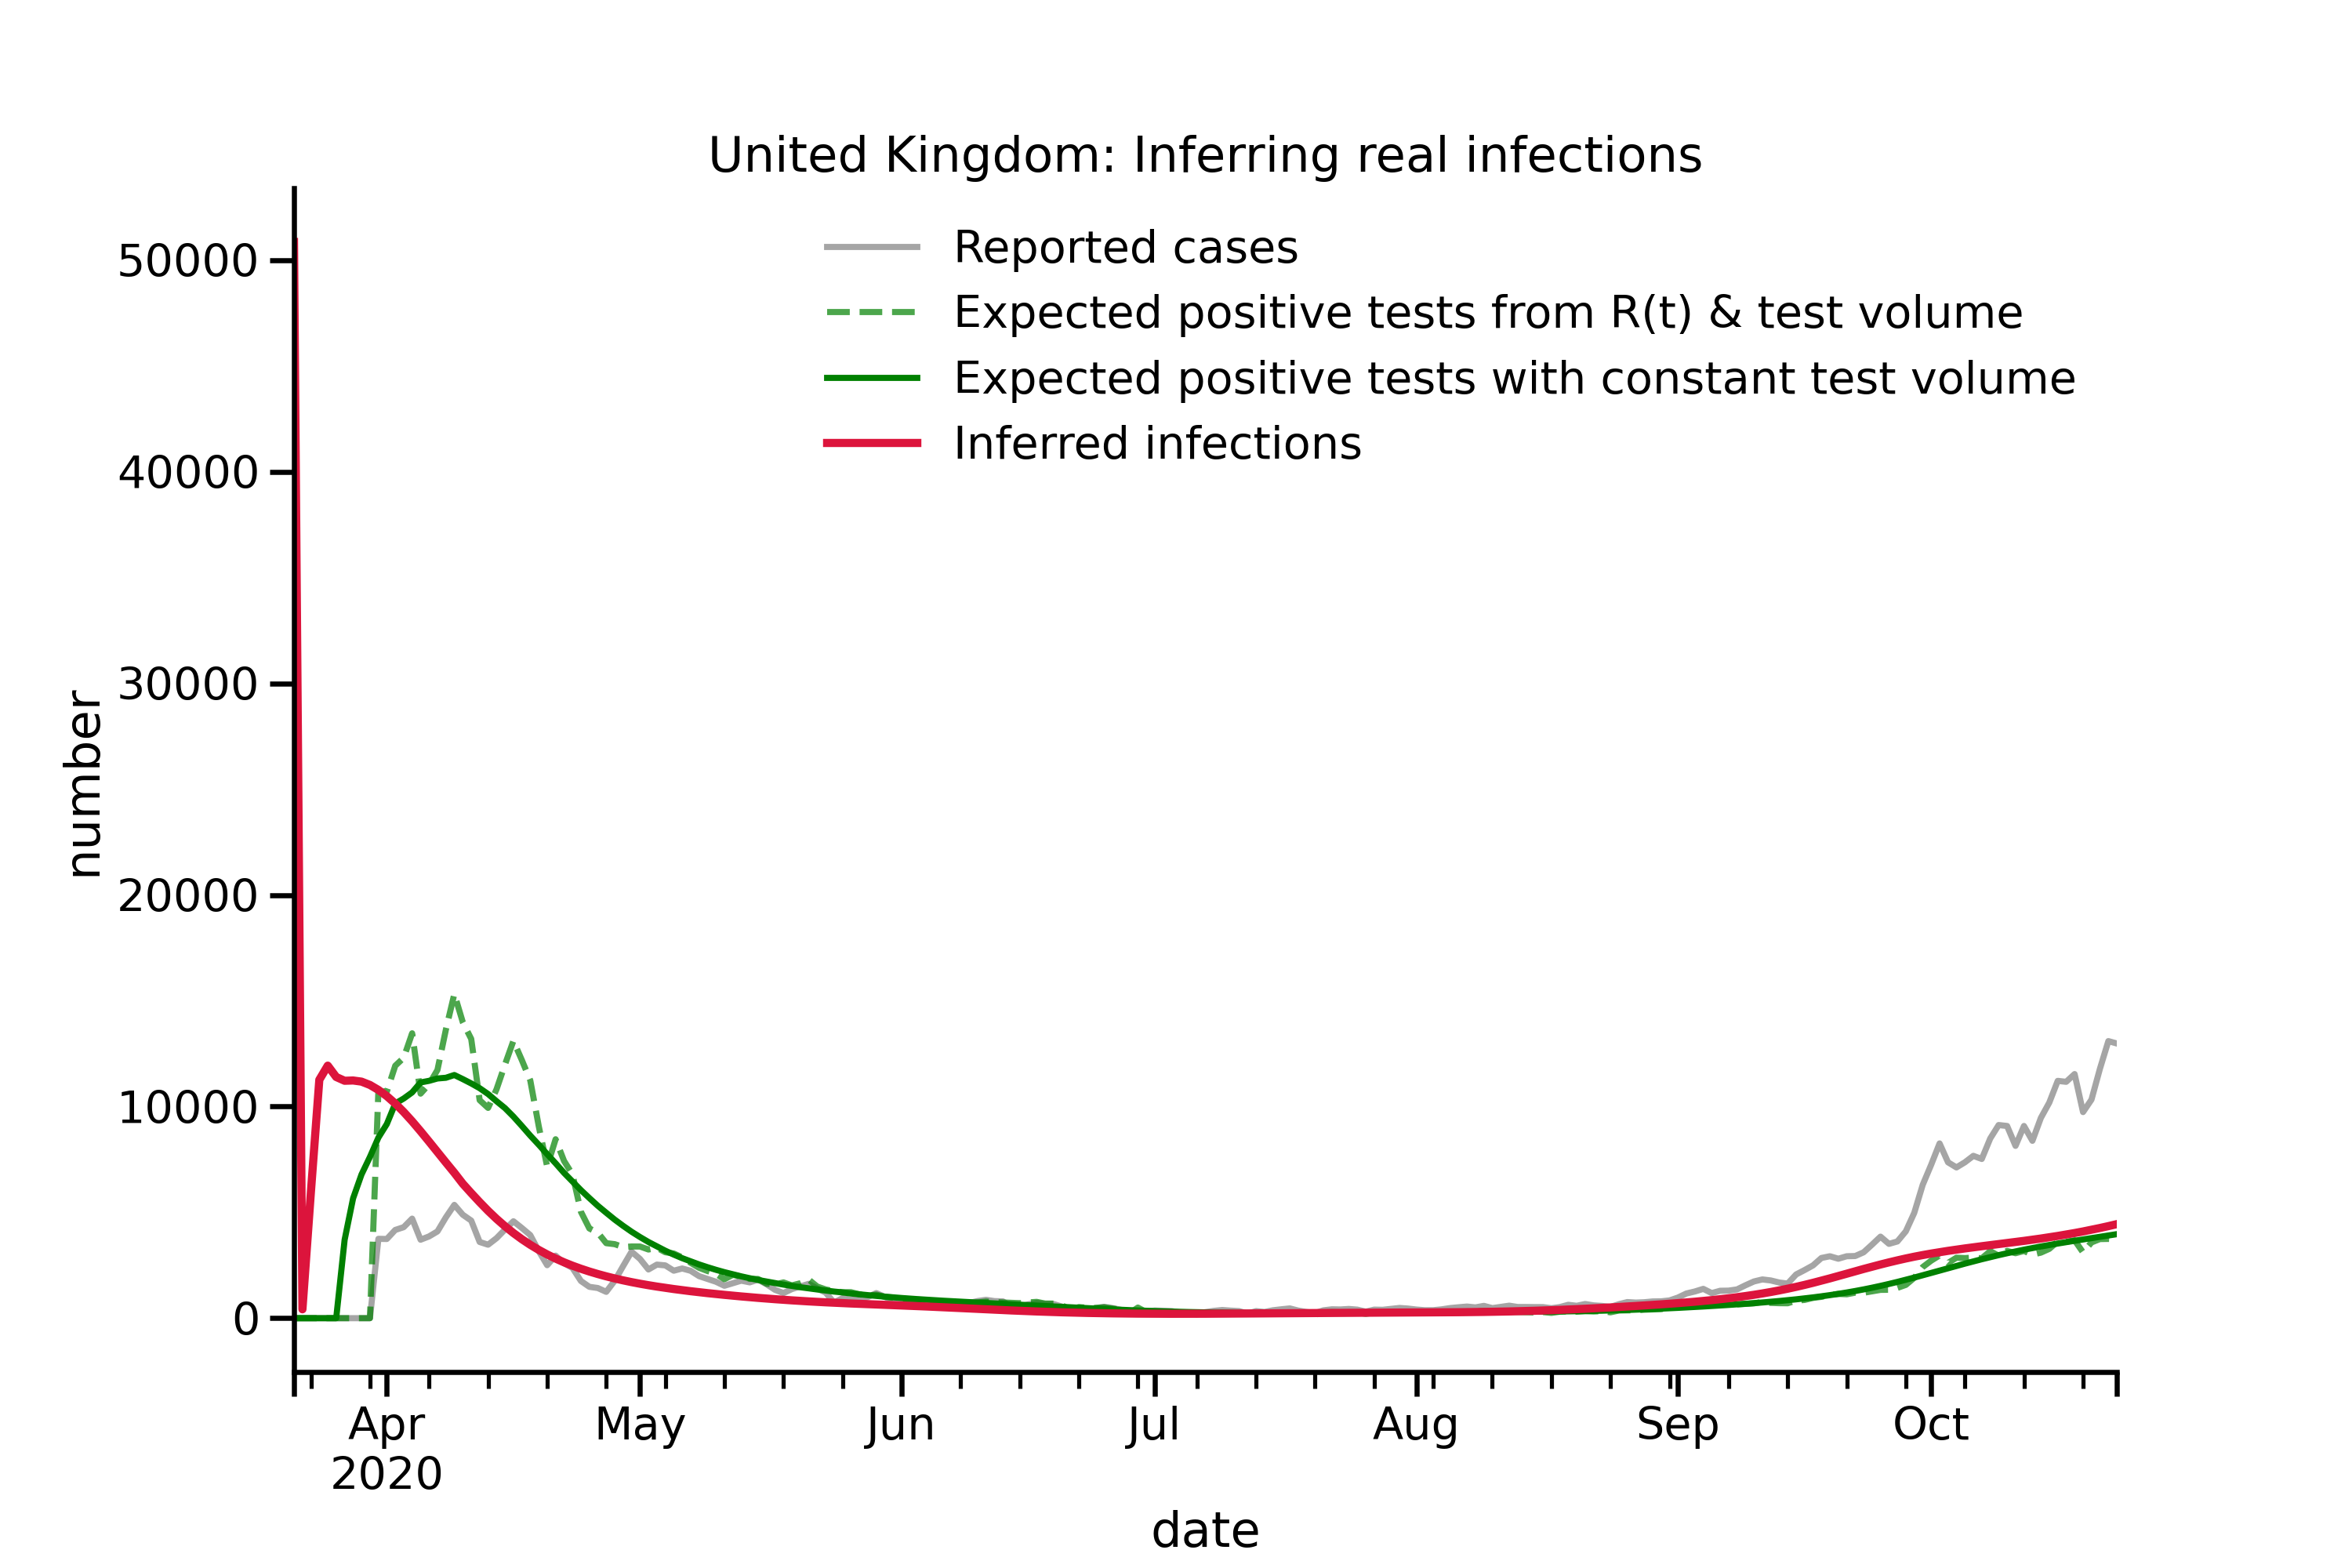 United Kingdom: Inferring real infections
Reported cases
Expected positive tests from R(t) & test volume
Expected positive tests with constant test volume
Inferred infections
50000
40000
30000
20000
10000
0
number
Apr May Jun Jul Aug Sep Oct
2020
date